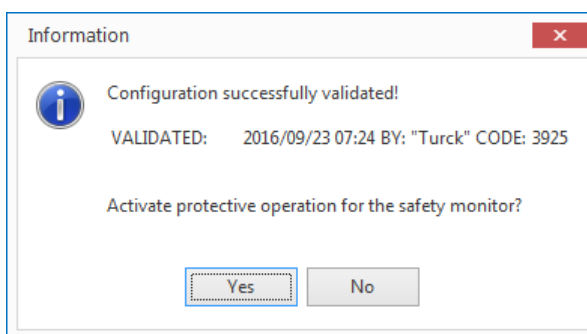 Information
Configuration successfully validated!
VALIDATED: 2016/09/23 07:24 BY: "Turck" CODE: 3925
Activate protective operation for the safety monitor?
Yes No